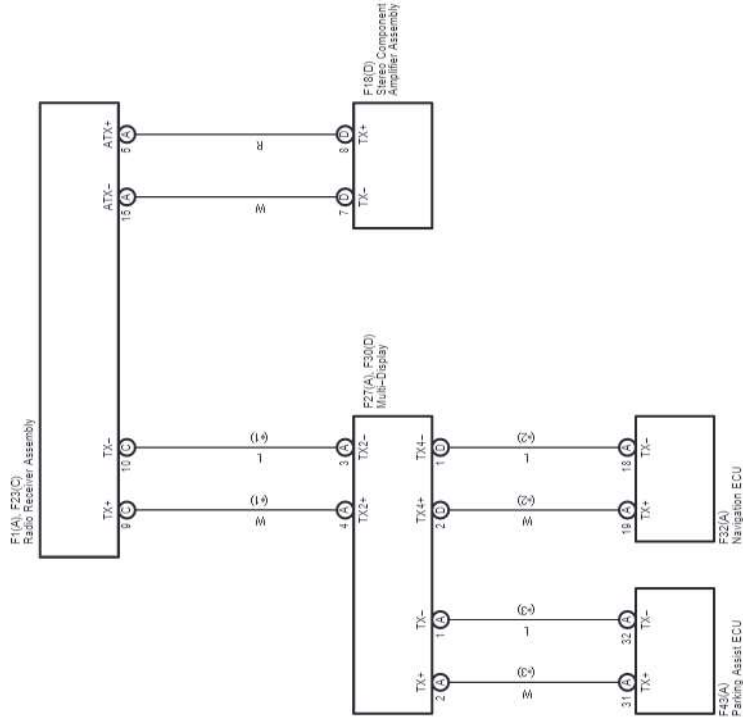 F1(A), F23(C)
Radio Receiver Assembly
TX+
TX−
ATX−
ATX+
9 C
10 C
15 A
5 A
W (*1)
L (*1)
W
R
4 A
3 A
7 D
8 D
TX2+
TX2−
TX−
TX+
F27(A), F30(D)
Multi−Display
F18(D)
Stereo Component
Amplifier Assembly
TX+
TX−
TX4+
TX4−
2 A
1 A
2 D
1 D
W (*3)
L (*3)
W (*2)
L (*2)
31 A
32 A
19 A
18 A
TX+
TX−
TX+
TX−
F43(A)
Parking Assist ECU
F32(A)
Navigation ECU